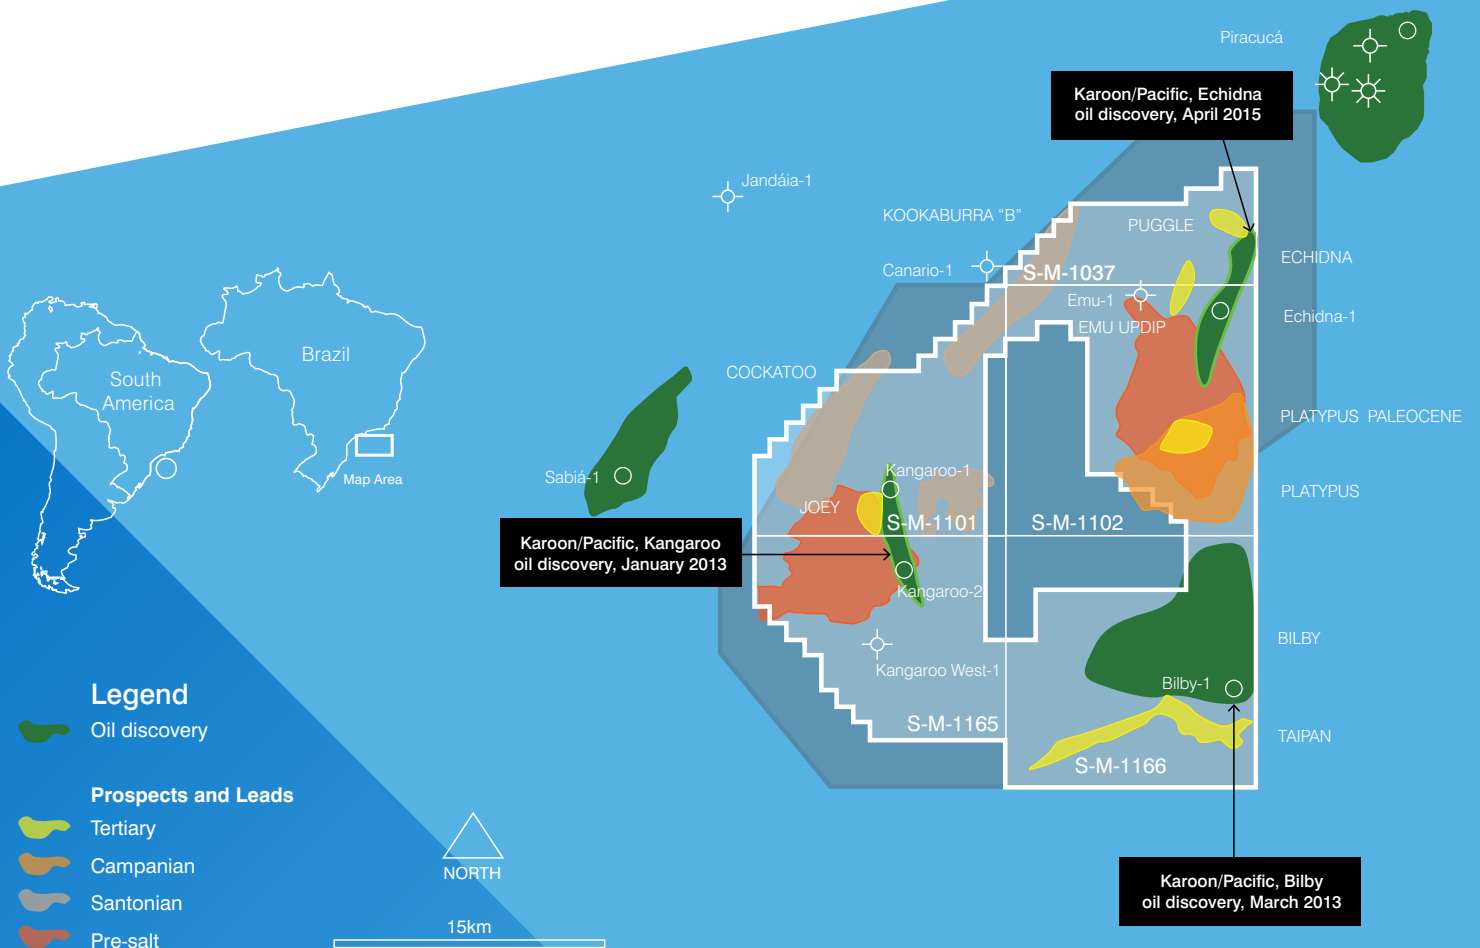 Piracucá
Karoon/Pacific, Echidna
oil discovery, April 2015
Jandáia-1
KOOKABURRA “B”
PUGGLE
ECHIDNA
Canario-1
S-M-1037
Emu-1
Echidna-1
EMU UPDIP
Brazil
South
America
COCKATOO
PLATYPUS PALEOCENE
Map Area
Sabiá-1
Kangaroo-1
PLATYPUS
JOEY
S-M-1101
S-M-1102
Karoon/Pacific, Kangaroo
oil discovery, January 2013
Kangaroo-2
BILBY
Kangaroo West-1
Bilby-1
S-M-1165
TAIPAN
S-M-1166
Legend
Oil discovery
Prospects and Leads
Tertiary
Campanian
Santonian
Pre-salt
NORTH
15km
Karoon/Pacific, Bilby
oil discovery, March 2013